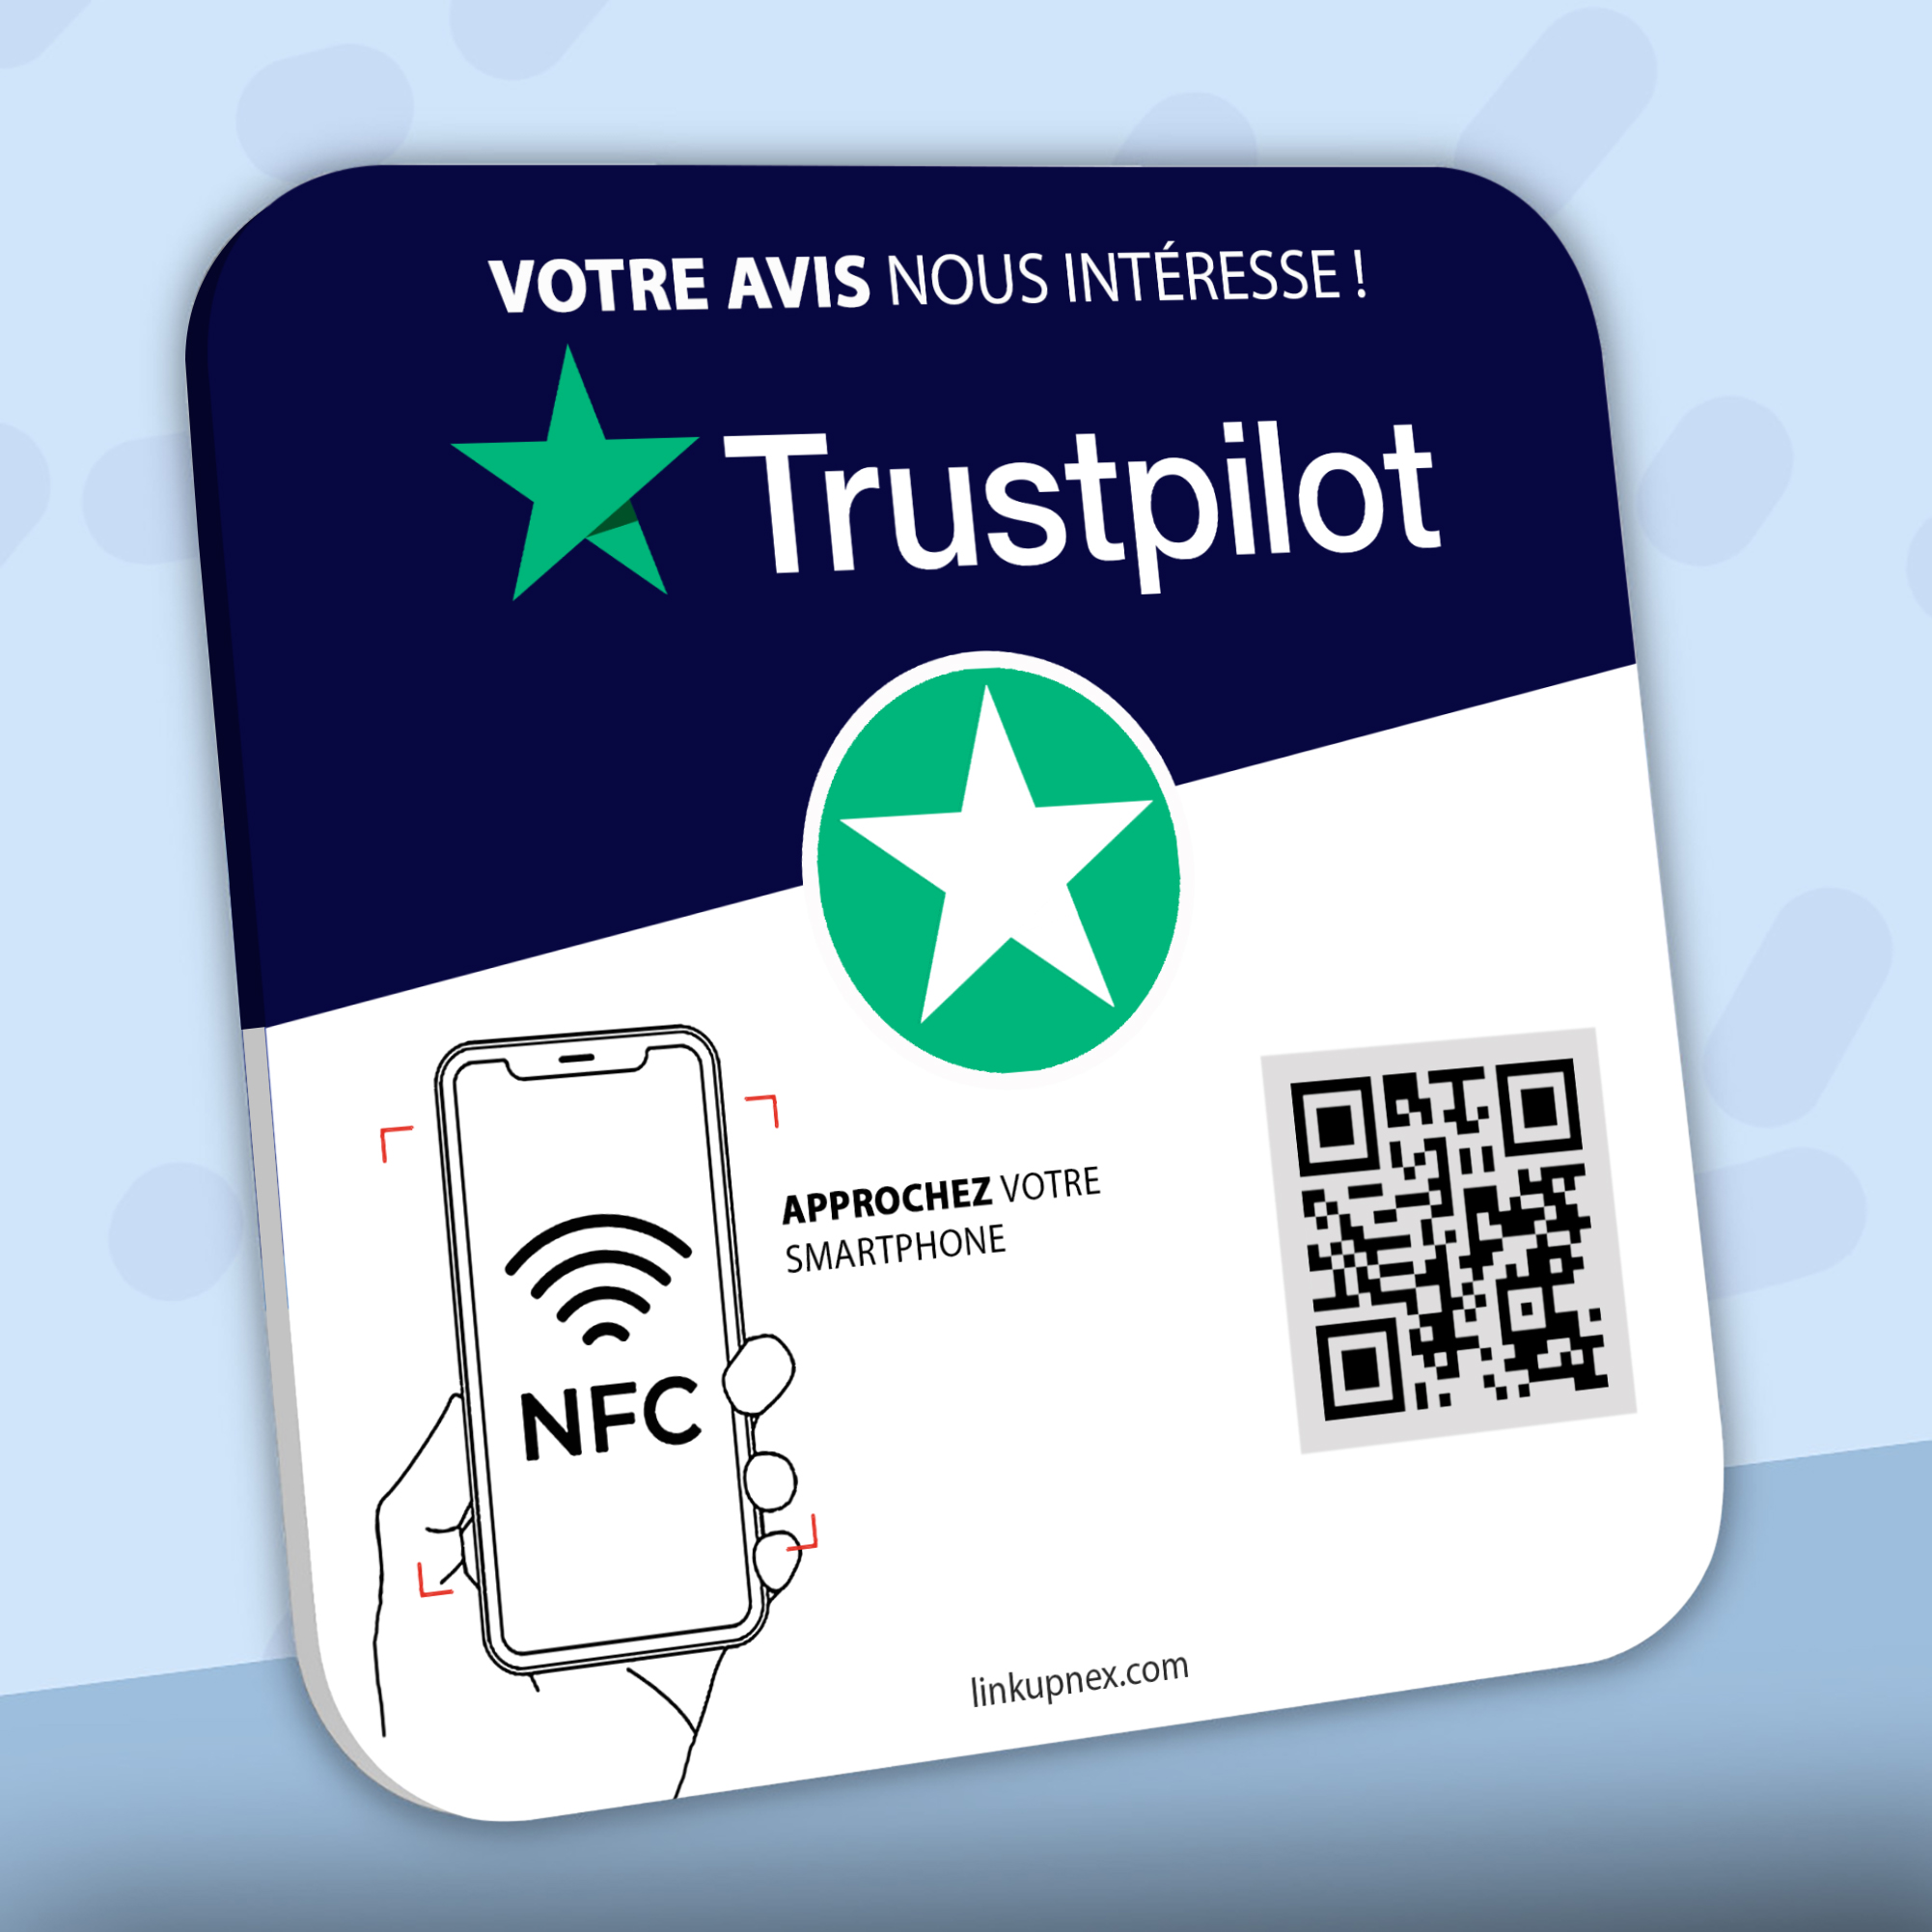 VOTRE AVIS NOUS INTÉRESSE !
Trustpilot
APPROCHEZ VOTRE
SMARTPHONE
NFC
linkupnex.com